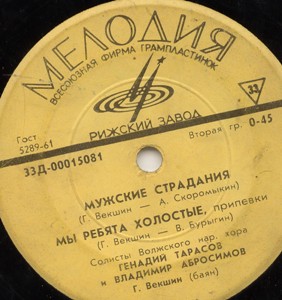 МЕЛОДИЯ
ВСЕСОЮЗНАЯ ФИРМА ГРАМПЛАСТИНОК
РИЖСКИЙ ЗАВОД
33
Гост
5289-61
Вторая гр. 0-45
33Д-00015081
МУЖСКИЕ СТРАДАНИЯ
(Г. Векшин — А. Скоромыкин)
МЫ РЕБЯТА ХОЛОСТЫЕ, припевки
(Г. Векшин — В. Бурыгин)
Солисты Волжского нар. хора
ГЕНАДИЙ ТАРАСОВ
и ВЛАДИМИР АБРОСИМОВ
Г. Векшин (баян)